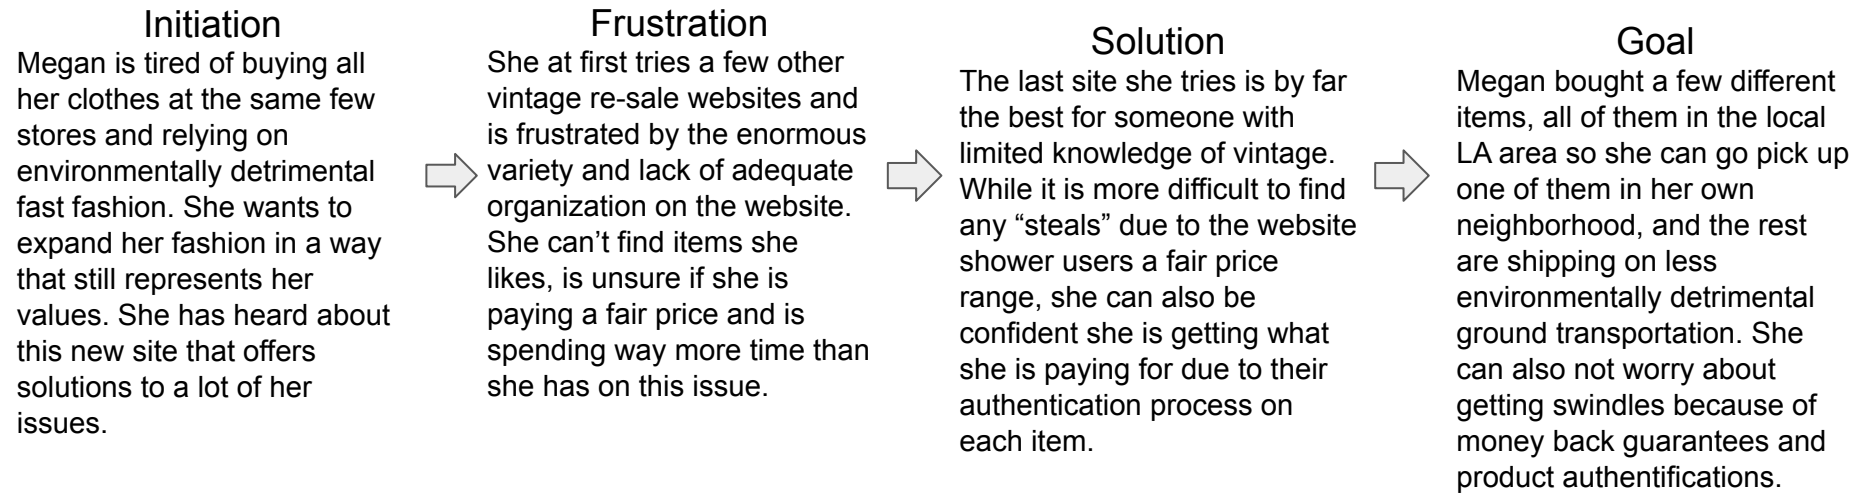 Initiation
Megan is tired of buying all
her clothes at the same few
stores and relying on
environmentally detrimental
fast fashion. She wants to
expand her fashion in a way
that still represents her
values. She has heard about
this new site that offers
solutions to a lot of her
issues.
Frustration
She at first tries a few other
vintage re-sale websites and
is frustrated by the enormous
variety and lack of adequate
organization on the website.
She can’t find items she
likes, is unsure if she is
paying a fair price and is
spending way more time than
she has on this issue.
Solution
The last site she tries is by far
the best for someone with
limited knowledge of vintage.
While it is more difficult to find
any “steals” due to the website
shower users a fair price
range, she can also be
confident she is getting what
she is paying for due to their
authentication process on
each item.
Goal
Megan bought a few different
items, all of them in the local
LA area so she can go pick up
one of them in her own
neighborhood, and the rest
are shipping on less
environmentally detrimental
ground transportation. She
can also not worry about
getting swindles because of
money back guarantees and
product authentifications.